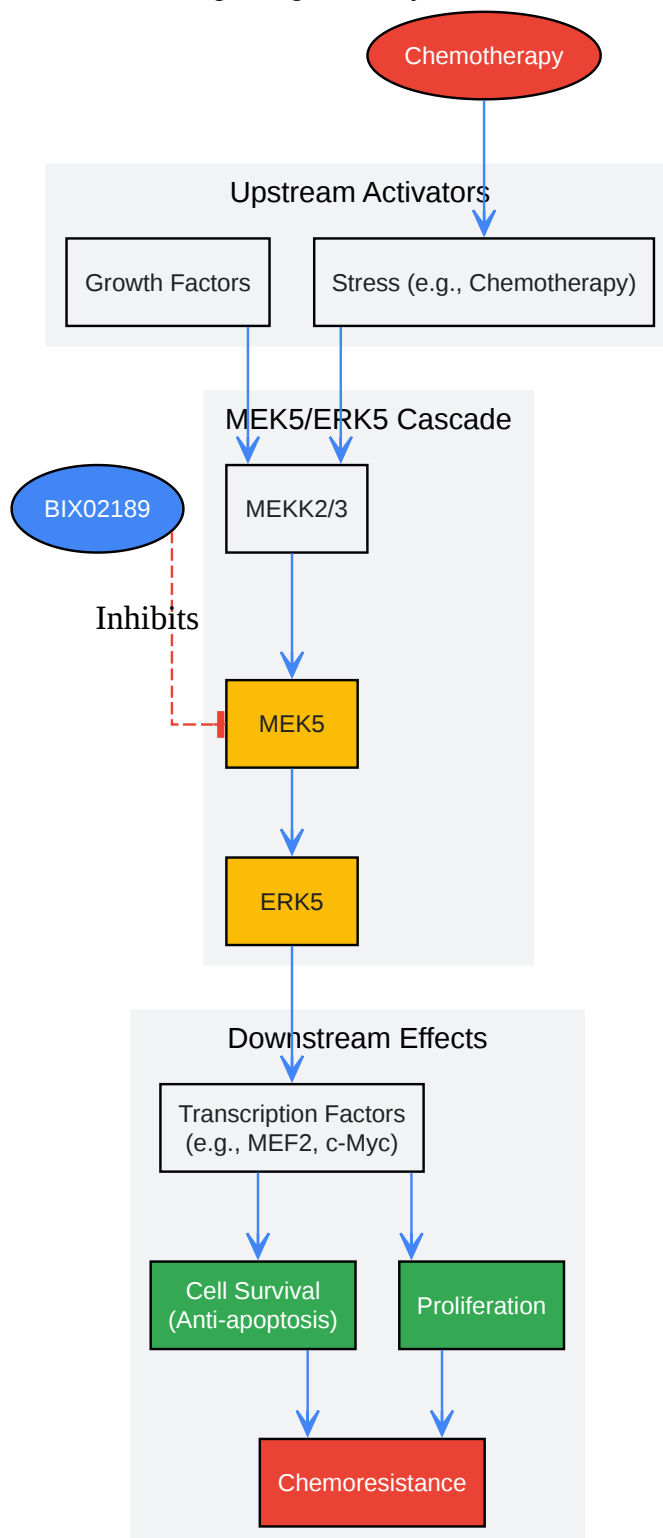 Chemotherapy
Upstream Activators
Growth Factors
Stress (e.g., Chemotherapy)
MEK5/ERK5 Cascade
BIX02189
MEKK2/3
Inhibits
MEK5
ERK5
Downstream Effects
Transcription Factors
(e.g., MEF2, c-Myc)
Cell Survival
(Anti-apoptosis)
Proliferation
Chemoresistance